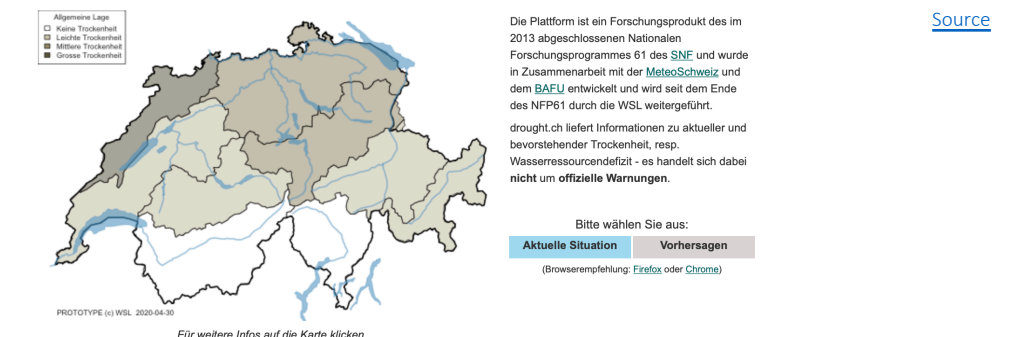 Allgemeine Lage
Keine Trockenheit
Leichte Trockenheit
Mittlere Trockenheit
Grosse Trockenheit
PROTOTYPE (c) WSL 2020-04-30
Für weitere Infos auf die Karte klicken
Die Plattform ist ein Forschungsprodukt des im
2013 abgeschlossenen Nationalen
Forschungsprogrammes 61 des SNF und wurde
in Zusammenarbeit mit der MeteoSchweiz und
dem BAFU entwickelt und wird seit dem Ende
des NFP61 durch die WSL weitergeführt.
drought.ch liefert Informationen zu aktueller und
bevorstehender Trockenheit, resp.
Wasserressourcendefizit - es handelt sich dabei
nicht um offizielle Warnungen.
Bitte wählen Sie aus:
Aktuelle Situation Vorhersagen
(Browserempfehlung: Firefox oder Chrome)
Source